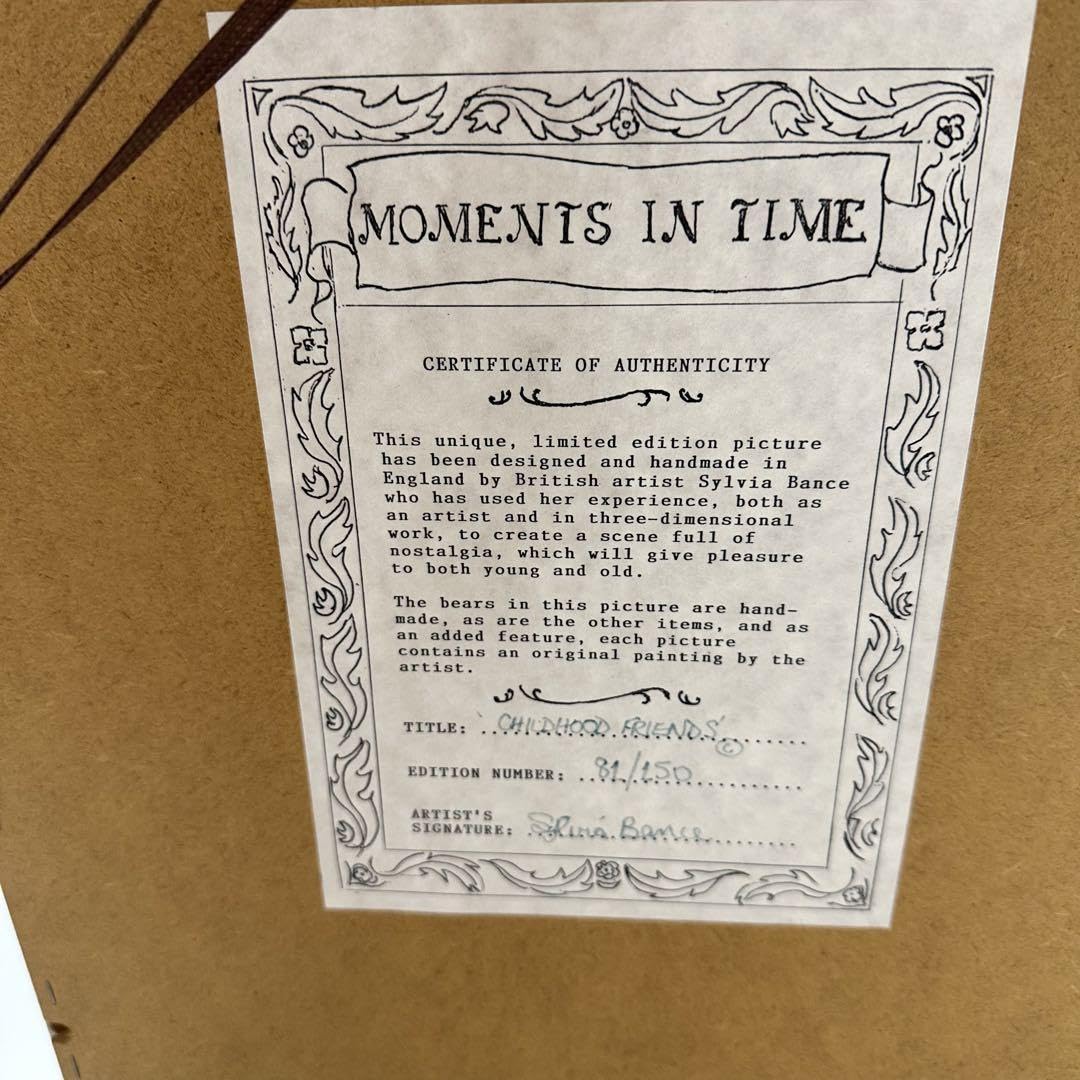 MOMENTS IN TIME
CERTIFICATE OF AUTHENTICITY
This unique, limited edition picture
has been designed and handmade in
England by British artist Sylvia Bance
who has used her experience, both as
an artist and in three-dimensional
work, to create a scene full of
nostalgia, which will give pleasure
to both young and old.
The bears in this picture are hand-
made, as are the other items, and as
an added feature, each picture
contains an original painting by the
artist.
TITLE: 'CHILDHOOD FRIENDS' ©
EDITION NUMBER: 81/150
ARTIST'S
SIGNATURE: Sylvia Bance